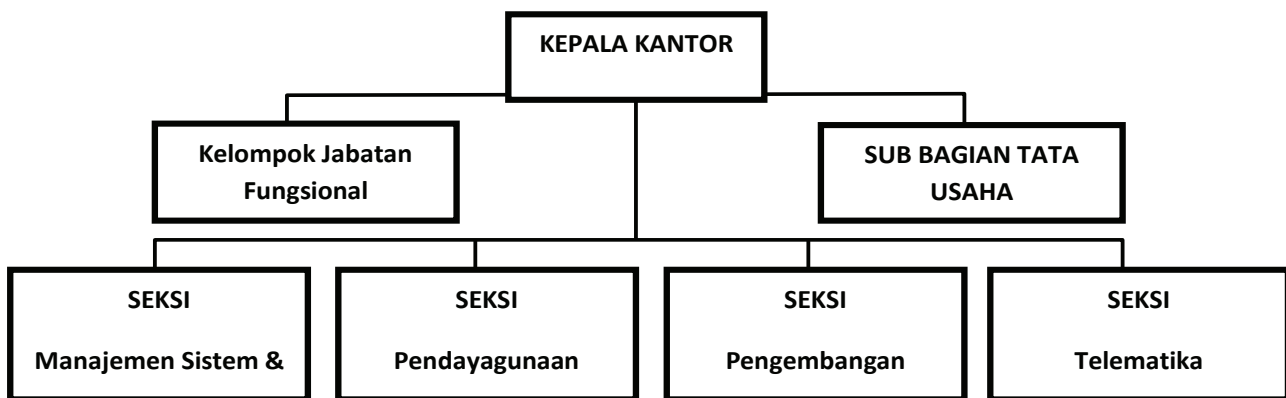 KEPALA KANTOR
Kelompok Jabatan
Fungsional
SUB BAGIAN TATA
USAHA
SEKSI
Manajemen Sistem &
SEKSI
Pendayagunaan
SEKSI
Pengembangan
SEKSI
Telematika